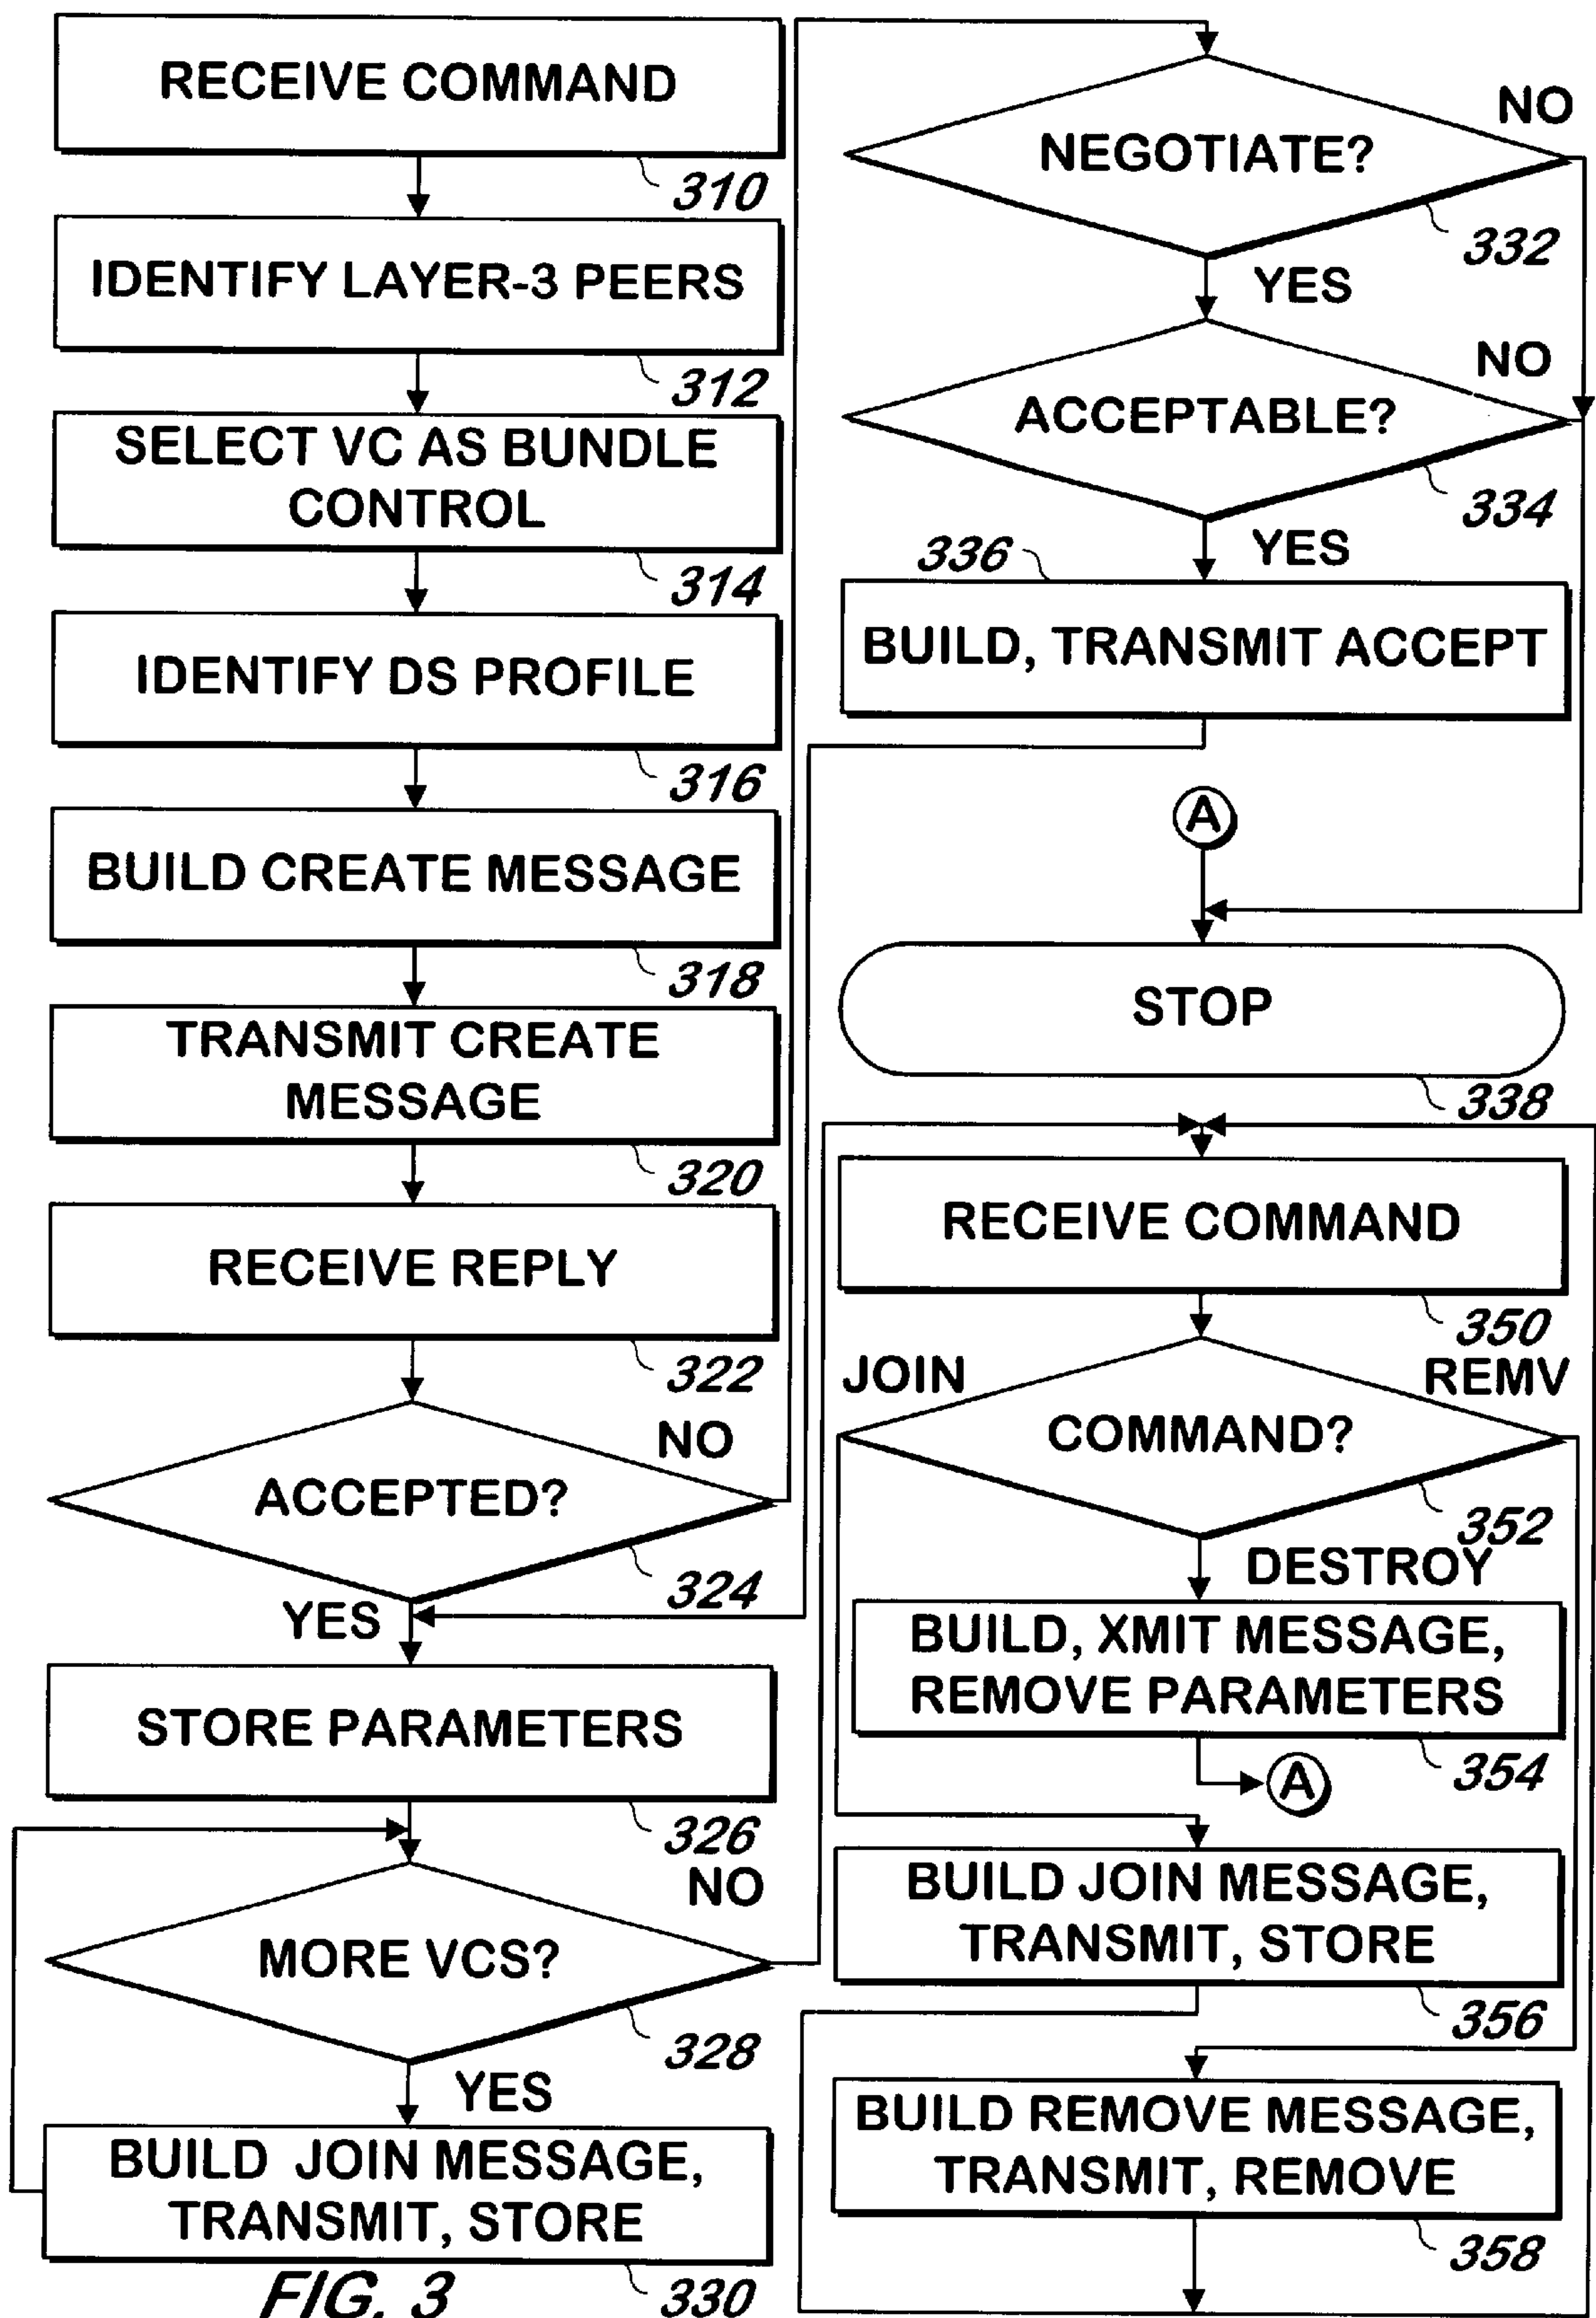 RECEIVE COMMAND
310
IDENTIFY LAYER-3 PEERS
312
SELECT VC AS BUNDLE
CONTROL
314
IDENTIFY DS PROFILE
316
BUILD CREATE MESSAGE
318
TRANSMIT CREATE
MESSAGE
320
RECEIVE REPLY
322
NO
ACCEPTED?
324
YES
STORE PARAMETERS
326
NO
MORE VCS?
328
YES
BUILD JOIN MESSAGE,
TRANSMIT, STORE
330
FIG. 3
NO
NEGOTIATE?
332
YES
NO
ACCEPTABLE?
334
YES
336
BUILD, TRANSMIT ACCEPT
A
STOP
338
RECEIVE COMMAND
350
JOIN
REMV
COMMAND?
352
DESTROY
BUILD, XMIT MESSAGE,
REMOVE PARAMETERS
354
A
BUILD JOIN MESSAGE,
TRANSMIT, STORE
356
BUILD REMOVE MESSAGE,
TRANSMIT, REMOVE
358